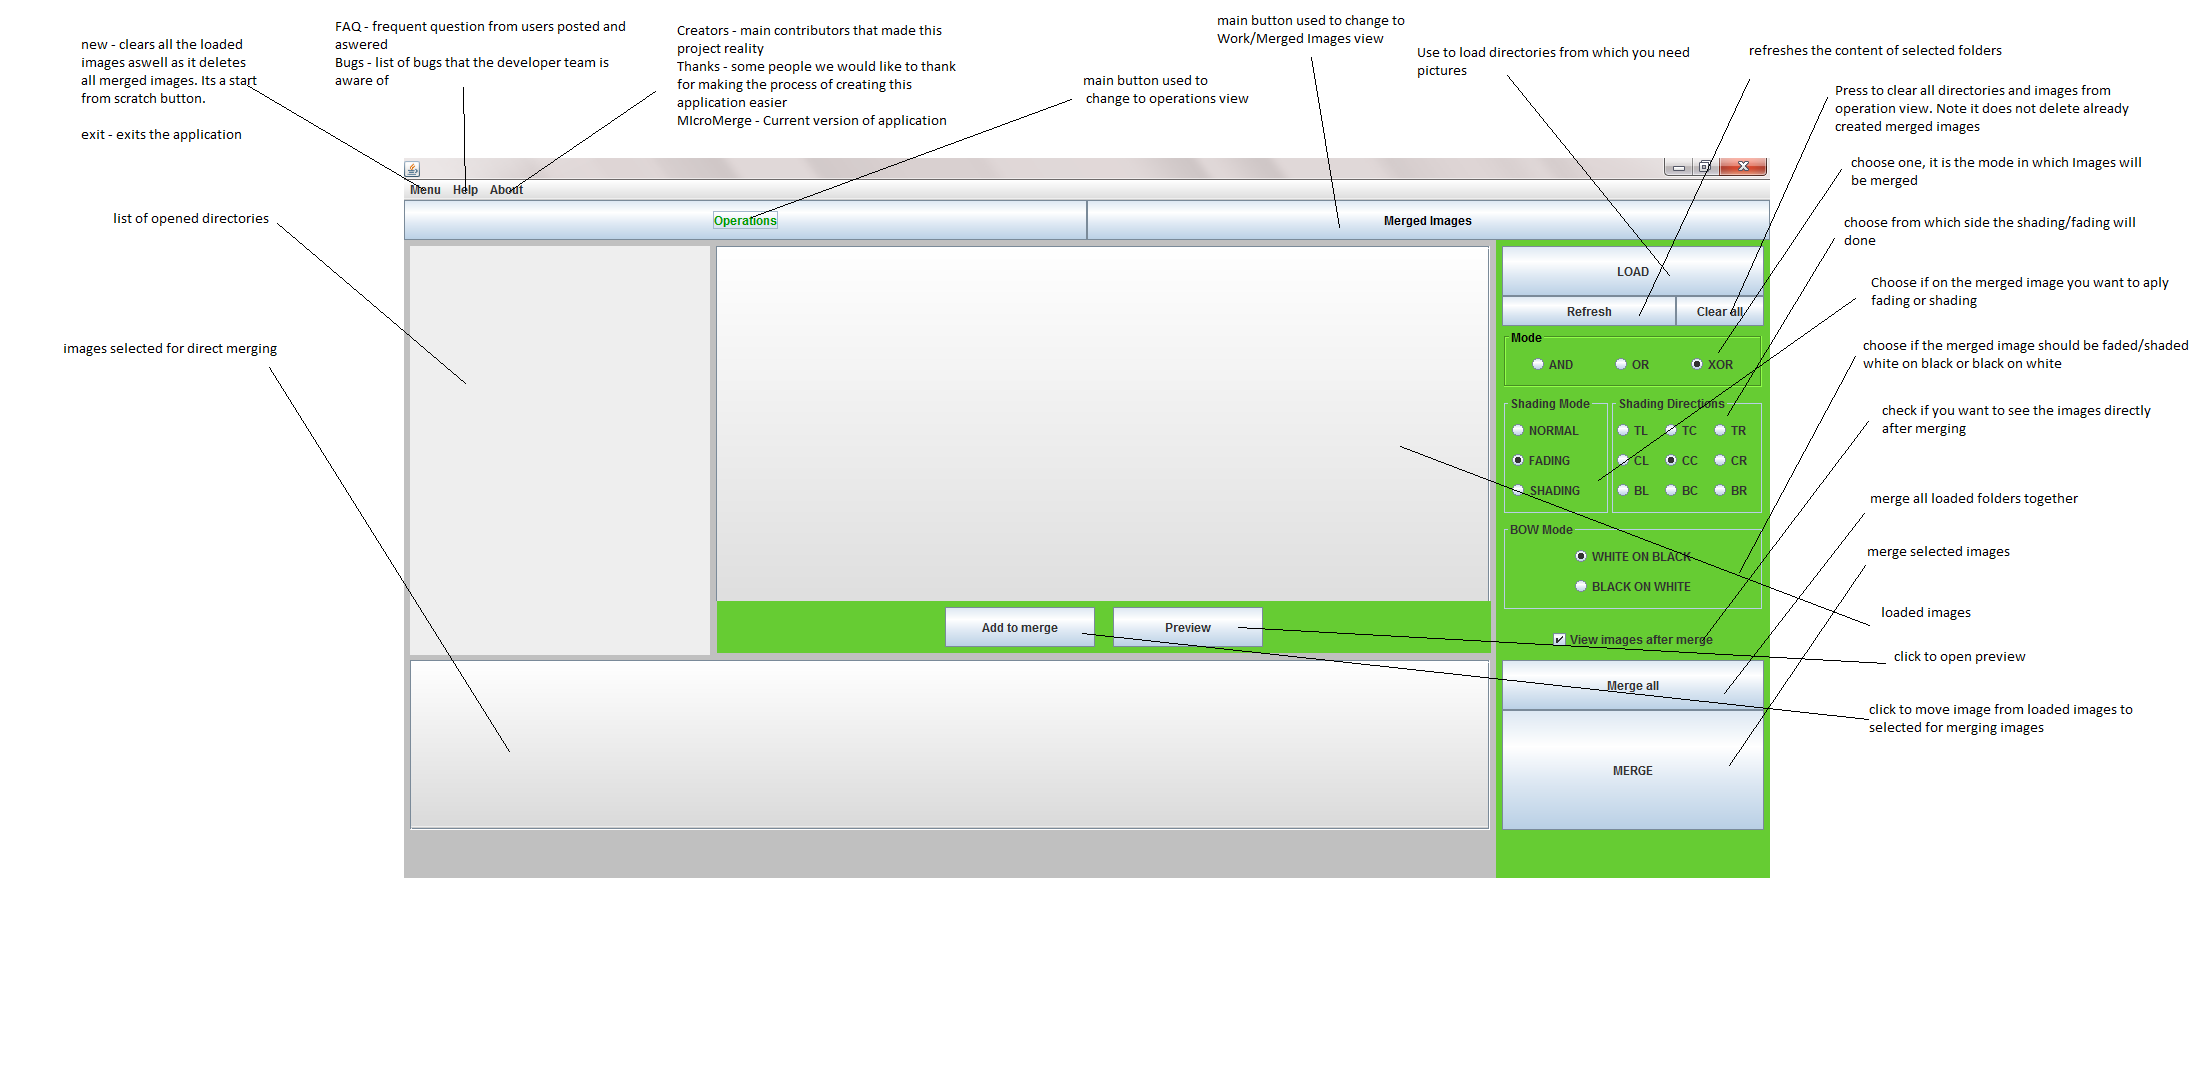 new - clears all the loaded
images aswell as it deletes
all merged images. Its a start
from scratch button.
exit - exits the application
FAQ - frequent question from users posted and
aswered
Bugs - list of bugs that the developer team is
aware of
Creators - main contributors that made this
project reality
Thanks - some people we would like to thank
for making the process of creating this
application easier
MIcroMerge - Current version of application
main button used to
change to operations view
main button used to change to
Work/Merged Images view
Use to load directories from which you need
pictures
refreshes the content of selected folders
Press to clear all directories and images from
operation view. Note it does not delete already
created merged images
choose one, it is the mode in which Images will
be merged
choose from which side the shading/fading will
done
Choose if on the merged image you want to aply
fading or shading
choose if the merged image should be faded/shaded
white on black or black on white
check if you want to see the images directly
after merging
merge all loaded folders together
merge selected images
loaded images
click to open preview
click to move image from loaded images to
selected for merging images
list of opened directories
images selected for direct merging
Menu Help About
Operations Merged Images
LOAD
Refresh Clear all
Mode
AND OR XOR
Shading Mode Shading Directions
NORMAL TL TC TR
FADING CL CC CR
SHADING BL BC BR
BOW Mode
WHITE ON BLACK
BLACK ON WHITE
Add to merge Preview
View images after merge
Merge all
MERGE